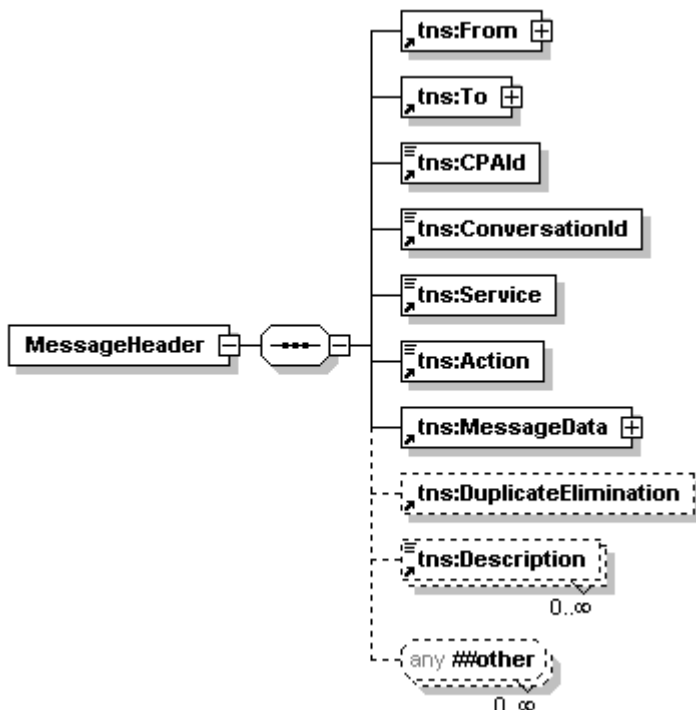 tns:From
tns:To
tns:CPAId
tns:ConversationId
tns:Service
MessageHeader
tns:Action
tns:MessageData
tns:DuplicateElimination
tns:Description
0..∞
any ##other
0..∞